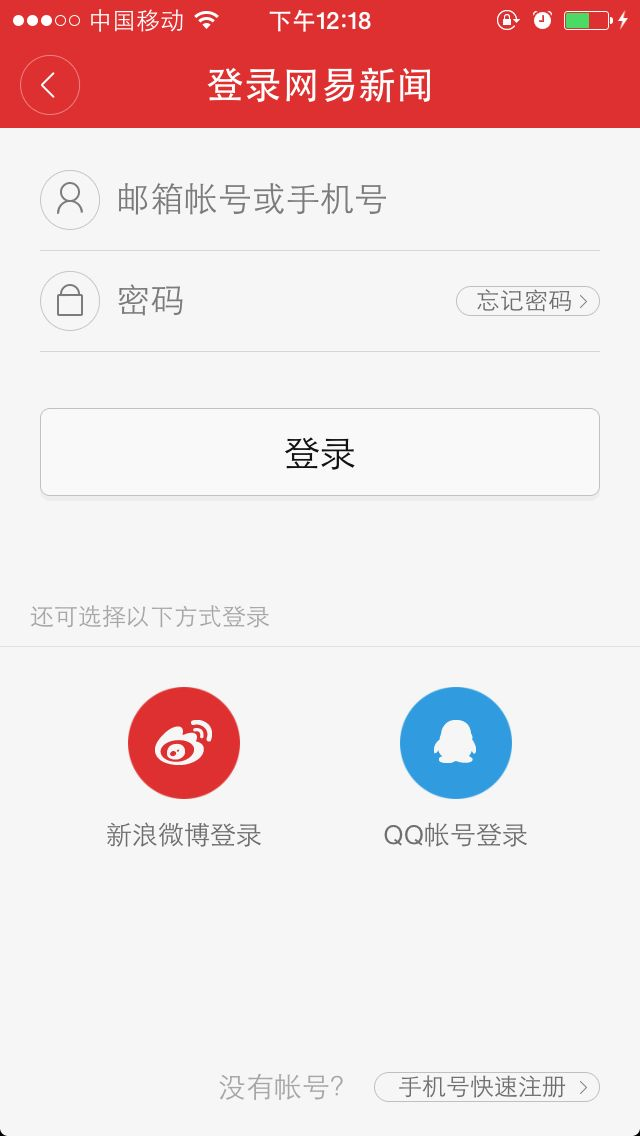 中国移动 下午12:18
登录网易新闻
邮箱帐号或手机号
密码 忘记密码
登录
还可选择以下方式登录
新浪微博登录 QQ帐号登录
没有帐号? 手机号快速注册